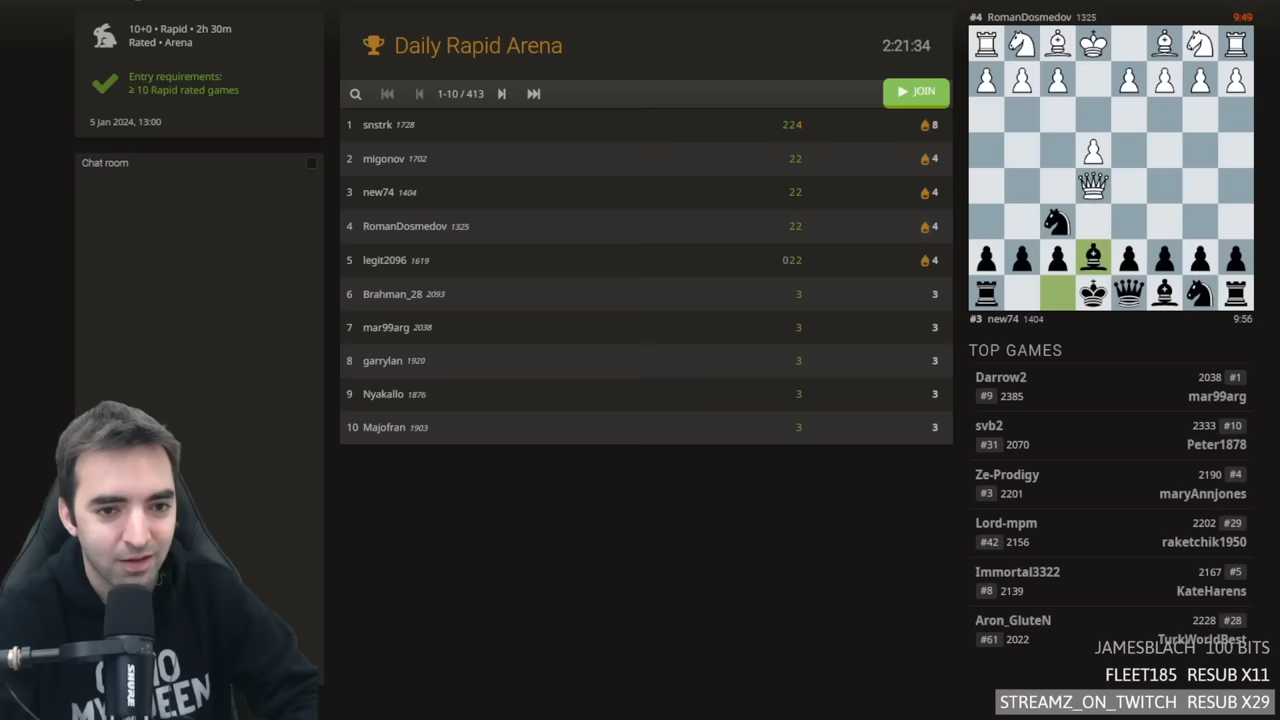 10+0 • Rapid • 2h 30m
Rated • Arena
Entry requirements:
≥ 10 Rapid rated games
5 Jan 2024, 13:00
Chat room
Daily Rapid Arena
2:21:34
1-10 / 413
JOIN
1 snstrk 1728 224 8
2 migonov 1702 22 4
3 new74 1404 22 4
4 RomanDosmedov 1325 22 4
5 legit2096 1619 022 4
6 Brahman_28 2093 3 3
7 mar99arg 2038 3 3
8 garrylan 1920 3 3
9 Nyakallo 1876 3 3
10 Majofran 1903 3 3
#4 RomanDosmedov 1325 9:49
#3 new74 1404 9:56
TOP GAMES
Darrow2 2038 #1
#9 2385 mar99arg
svb2 2333 #10
#31 2070 Peter1878
Ze-Prodigy 2190 #4
#3 2201 maryAnnjones
Lord-mpm 2202 #29
#42 2156 raketchik1950
Immortal3322 2167 #5
#8 2139 KateHarens
Aron_GluteN 2228 #28
#61 2022 TurkWorldBest
JAMESBLACH 100 BITS
FLEET185 RESUB X11
STREAMZ_ON_TWITCH RESUB X29
SHURE